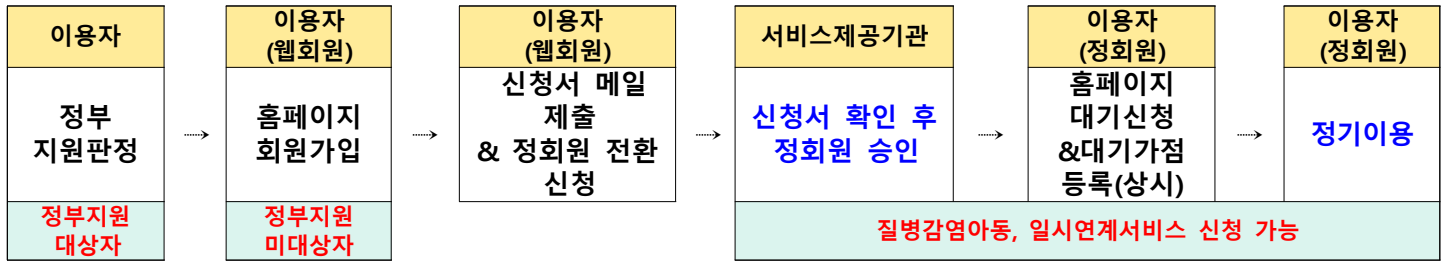 이용자
정부
지원판정
정부지원
대상자
이용자
(웹회원)
홈페이지
회원가입
정부지원
미대상자
이용자
(웹회원)
신청서 메일
제출
& 정회원 전환
신청
서비스제공기관
신청서 확인 후
정회원 승인
이용자
(정회원)
홈페이지
대기신청
&대기가점
등록(상시)
이용자
(정회원)
정기이용
질병감염아동, 일시연계서비스 신청 가능